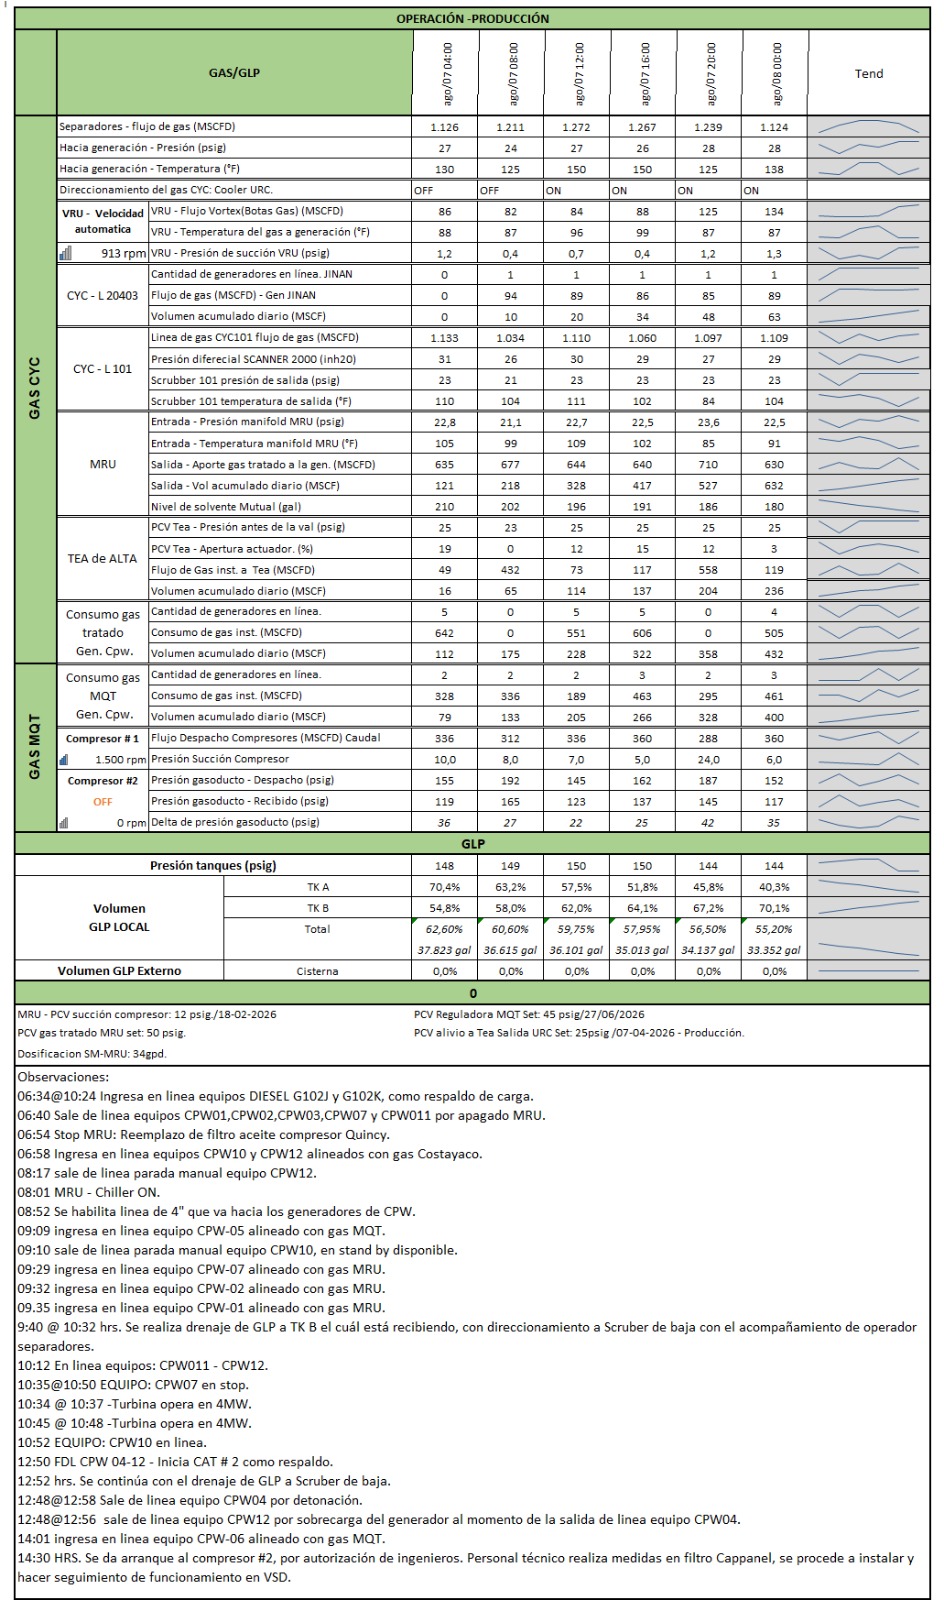 OPERACIÓN -PRODUCCIÓN
GAS/GLP ago/07 04:00 ago/07 08:00 ago/07 12:00 ago/07 16:00 ago/07 20:00 ago/08 00:00 Tend
GAS CYC
Separadores - flujo de gas (MSCFD) 1.126 1.211 1.272 1.267 1.239 1.124
Hacia generación - Presión (psig) 27 24 27 26 28 28
Hacia generación - Temperatura (°F) 130 125 150 150 125 138
Direccionamiento del gas CYC: Cooler URC. OFF OFF ON ON ON ON
VRU - Velocidad automatica
913 rpm
VRU - Flujo Vortex(Botas Gas) (MSCFD) 86 82 84 88 125 134
VRU - Temperatura del gas a generación (°F) 88 87 96 99 87 87
VRU - Presión de succión VRU (psig) 1,2 0,4 0,7 0,4 1,2 1,3
CYC - L 20403
Cantidad de generadores en línea. JINAN 0 1 1 1 1 1
Flujo de gas (MSCFD) - Gen JINAN 0 94 89 86 85 89
Volumen acumulado diario (MSCF) 0 10 20 34 48 63
CYC - L 101
Linea de gas CYC101 flujo de gas (MSCFD) 1.133 1.034 1.110 1.060 1.097 1.109
Presión diferecial SCANNER 2000 (inh20) 31 26 30 29 27 29
Scrubber 101 presión de salida (psig) 23 21 23 23 23 23
Scrubber 101 temperatura de salida (°F) 110 104 111 102 84 104
MRU
Entrada - Presión manifold MRU (psig) 22,8 21,1 22,7 22,5 23,6 22,5
Entrada - Temperatura manifold MRU (°F) 105 99 109 102 85 91
Salida - Aporte gas tratado a la gen. (MSCFD) 635 677 644 640 710 630
Salida - Vol acumulado diario (MSCF) 121 218 328 417 527 632
Nivel de solvente Mutual (gal) 210 202 196 191 186 180
TEA de ALTA
PCV Tea - Presión antes de la val (psig) 25 23 25 25 25 25
PCV Tea - Apertura actuador. (%) 19 0 12 15 12 3
Flujo de Gas inst. a Tea (MSCFD) 49 432 73 117 558 119
Volumen acumulado diario (MSCF) 16 65 114 137 204 236
Consumo gas tratado Gen. Cpw.
Cantidad de generadores en línea. 5 0 5 5 0 4
Consumo de gas inst. (MSCFD) 642 0 551 606 0 505
Volumen acumulado diario (MSCF) 112 175 228 322 358 432
GAS MQT
Consumo gas MQT Gen. Cpw.
Cantidad de generadores en línea. 2 2 2 3 2 3
Consumo de gas inst. (MSCFD) 328 336 189 463 295 461
Volumen acumulado diario (MSCF) 79 133 205 266 328 400
Compresor # 1 Flujo Despacho Compresores (MSCFD) Caudal 336 312 336 360 288 360
1.500 rpm Presión Succión Compresor 10,0 8,0 7,0 5,0 24,0 6,0
Compresor #2 Presión gasoducto - Despacho (psig) 155 192 145 162 187 152
OFF Presión gasoducto - Recibido (psig) 119 165 123 137 145 117
0 rpm Delta de presión gasoducto (psig) 36 27 22 25 42 35
GLP
Presión tanques (psig) 148 149 150 150 144 144
Volumen GLP LOCAL
TK A 70,4% 63,2% 57,5% 51,8% 45,8% 40,3%
TK B 54,8% 58,0% 62,0% 64,1% 67,2% 70,1%
Total 62,60% 60,60% 59,75% 57,95% 56,50% 55,20%
37.823 gal 36.615 gal 36.101 gal 35.013 gal 34.137 gal 33.352 gal
Volumen GLP Externo Cisterna 0,0% 0,0% 0,0% 0,0% 0,0% 0,0%
0
MRU - PCV succión compresor: 12 psig./18-02-2026 PCV Reguladora MQT Set: 45 psig/27/06/2026
PCV gas tratado MRU set: 50 psig. PCV alivio a Tea Salida URC Set: 25psig /07-04-2026 - Producción.
Dosificacion SM-MRU: 34gpd.
Observaciones:
06:34@10:24 Ingresa en linea equipos DIESEL G102J y G102K, como respaldo de carga.
06:40 Sale de linea equipos CPW01,CPW02,CPW03,CPW07 y CPW011 por apagado MRU.
06:54 Stop MRU: Reemplazo de filtro aceite compresor Quincy.
06:58 Ingresa en linea equipos CPW10 y CPW12 alineados con gas Costayaco.
08:17 sale de linea parada manual equipo CPW12.
08:01 MRU - Chiller ON.
08:52 Se habilita linea de 4" que va hacia los generadores de CPW.
09:09 ingresa en linea equipo CPW-05 alineado con gas MQT.
09:10 sale de linea parada manual equipo CPW10, en stand by disponible.
09:29 ingresa en linea equipo CPW-07 alineado con gas MRU.
09:32 ingresa en linea equipo CPW-02 alineado con gas MRU.
09.35 ingresa en linea equipo CPW-01 alineado con gas MRU.
9:40 @ 10:32 hrs. Se realiza drenaje de GLP a TK B el cuál está recibiendo, con direccionamiento a Scruber de baja con el acompañamiento de operador
separadores.
10:12 En linea equipos: CPW011 - CPW12.
10:35@10:50 EQUIPO: CPW07 en stop.
10:34 @ 10:37 -Turbina opera en 4MW.
10:45 @ 10:48 -Turbina opera en 4MW.
10:52 EQUIPO: CPW10 en linea.
12:50 FDL CPW 04-12 - Inicia CAT # 2 como respaldo.
12:52 hrs. Se continúa con el drenaje de GLP a Scruber de baja.
12:48@12:58 Sale de linea equipo CPW04 por detonación.
12:48@12:56 sale de linea equipo CPW12 por sobrecarga del generador al momento de la salida de linea equipo CPW04.
14:01 ingresa en linea equipo CPW-06 alineado con gas MQT.
14:30 HRS. Se da arranque al compresor #2, por autorización de ingenieros. Personal técnico realiza medidas en filtro Cappanel, se procede a instalar y
hacer seguimiento de funcionamiento en VSD.